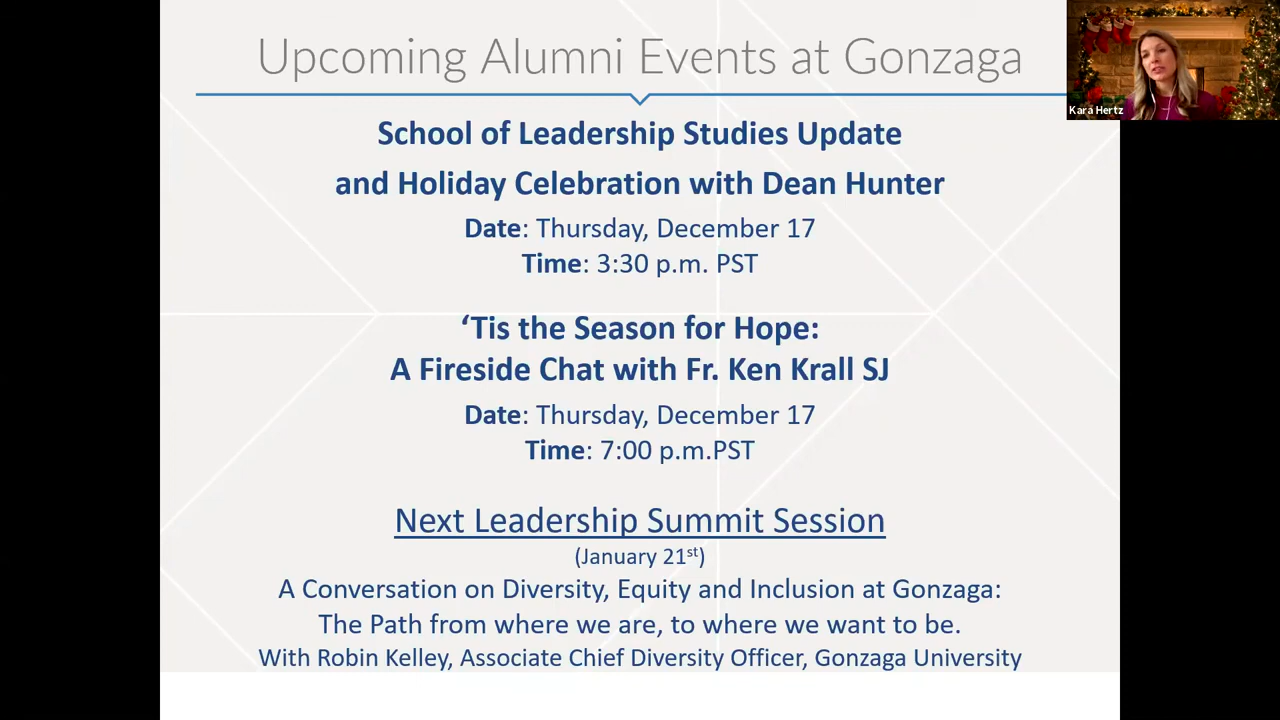 Upcoming Alumni Events at Gonzaga
Kara Hertz
School of Leadership Studies Update
and Holiday Celebration with Dean Hunter
Date: Thursday, December 17
Time: 3:30 p.m. PST
‘Tis the Season for Hope:
A Fireside Chat with Fr. Ken Krall SJ
Date: Thursday, December 17
Time: 7:00 p.m.PST
Next Leadership Summit Session
(January 21st)
A Conversation on Diversity, Equity and Inclusion at Gonzaga:
The Path from where we are, to where we want to be.
With Robin Kelley, Associate Chief Diversity Officer, Gonzaga University